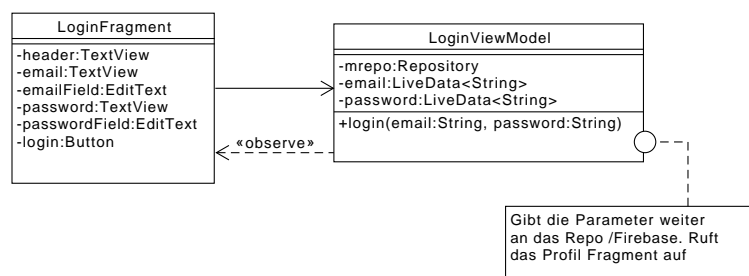 LoginFragment
-header:TextView
-email:TextView
-emailField:EditText
-password:TextView
-passwordField:EditText
-login:Button
«observe»
LoginViewModel
-mrepo:Repository
-email:LiveData<String>
-password:LiveData<String>
+login(email:String, password:String)
Gibt die Parameter weiter
an das Repo /Firebase. Ruft
das Profil Fragment auf